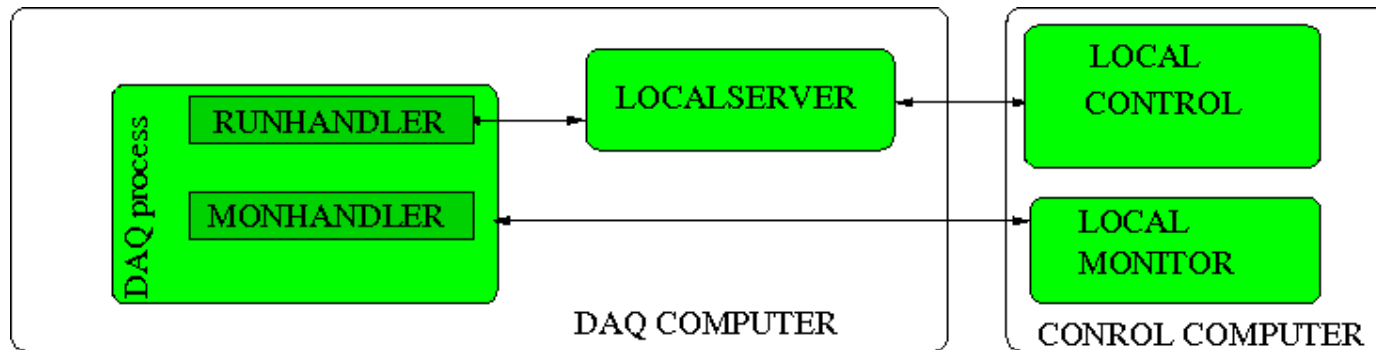 DAQ process
RUNHANDLER
MONHANDLER
LOCALSERVER
DAQ COMPUTER
LOCAL
CONTROL
LOCAL
MONITOR
CONROL COMPUTER